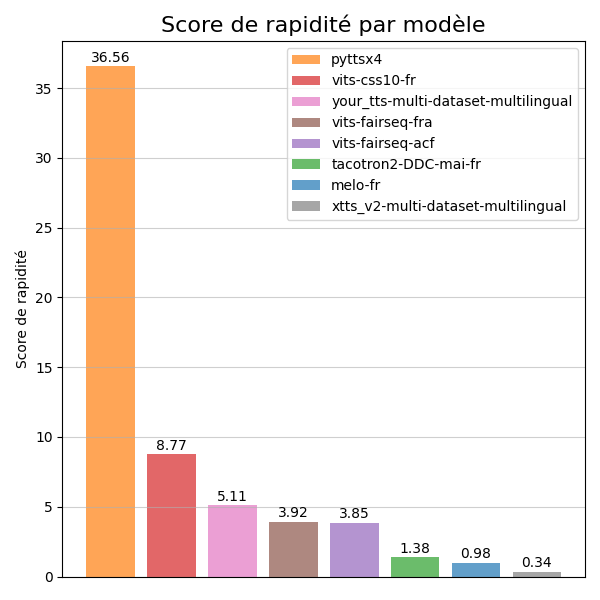 Score de rapidité par modèle
Score de rapidité
35
30
25
20
15
10
5
0
36.56
8.77
5.11
3.92
3.85
1.38
0.98
0.34
pyttsx4
vits-css10-fr
your_tts-multi-dataset-multilingual
vits-fairseq-fra
vits-fairseq-acf
tacotron2-DDC-mai-fr
melo-fr
xtts_v2-multi-dataset-multilingual